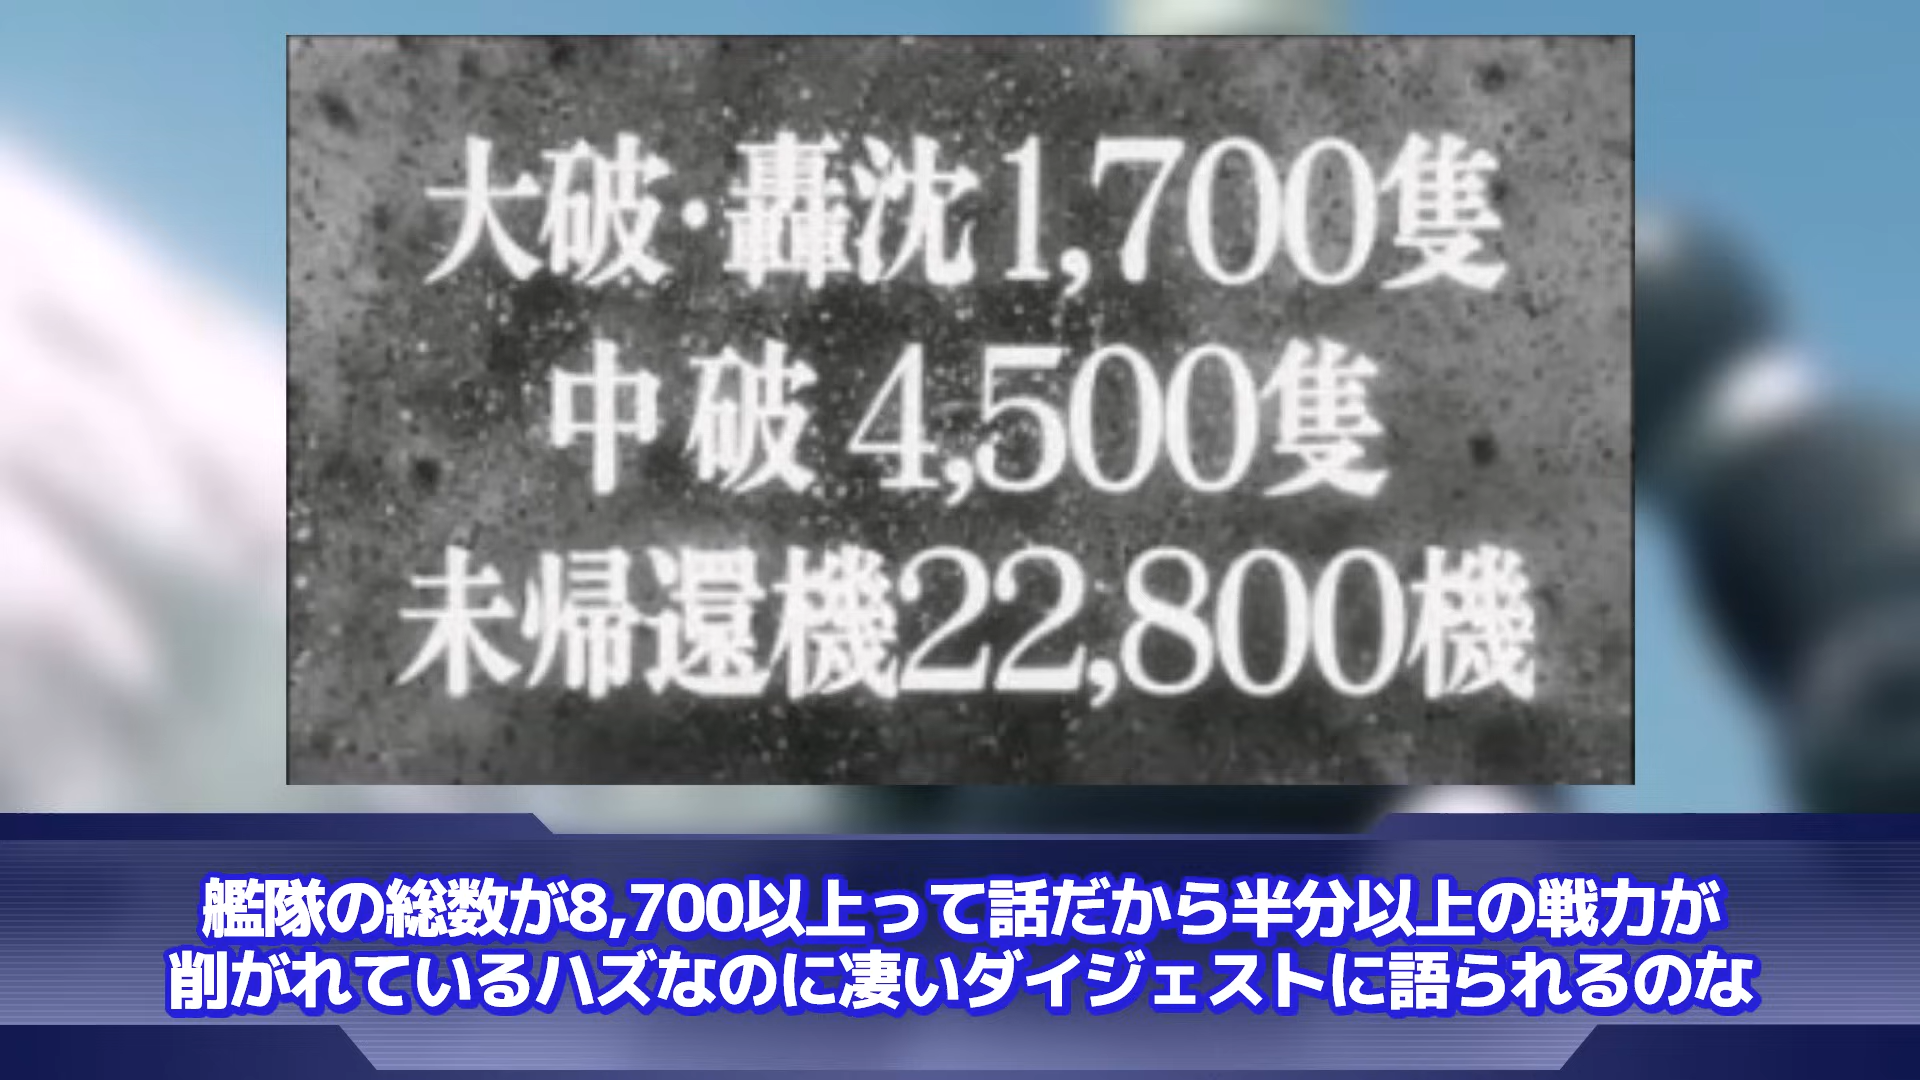 大破・轟沈1,700隻
中破 4,500隻
未帰還機22,800機
艦隊の総数が8,700以上って話だから半分以上の戦力が
削がれているハズなのに凄いダイジェストに語られるのな